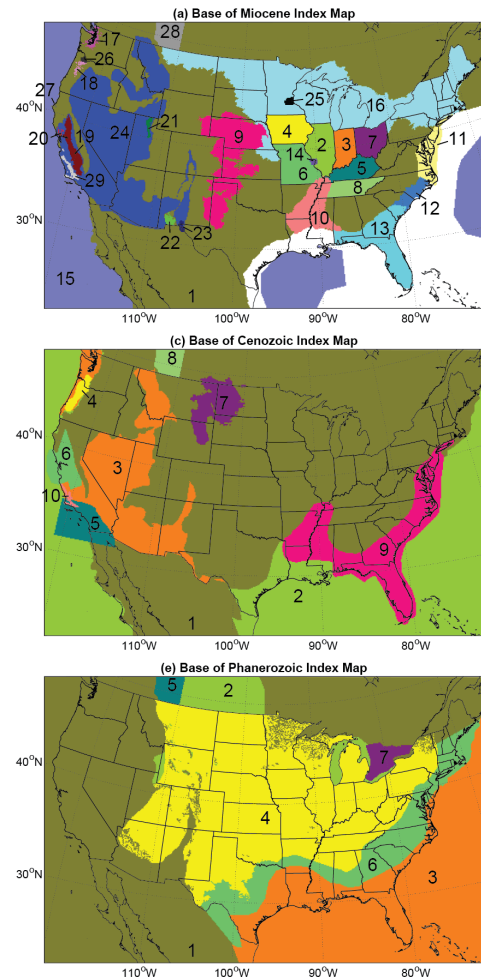 (a) Base of Miocene Index Map
17
28
26
27
18
40°N
25
16
4
9
21
20
19
24
14
2
3
7
11
6
5
29
8
10
12
30°N
22
23
13
15
1
110°W
100°W
90°W
80°W
(c) Base of Cenozoic Index Map
8
4
7
40°N
6
3
10
5
30°N
9
2
1
110°W
100°W
90°W
80°W
(e) Base of Phanerozoic Index Map
5
2
7
40°N
4
6
30°N
3
1
110°W
100°W
90°W
80°W